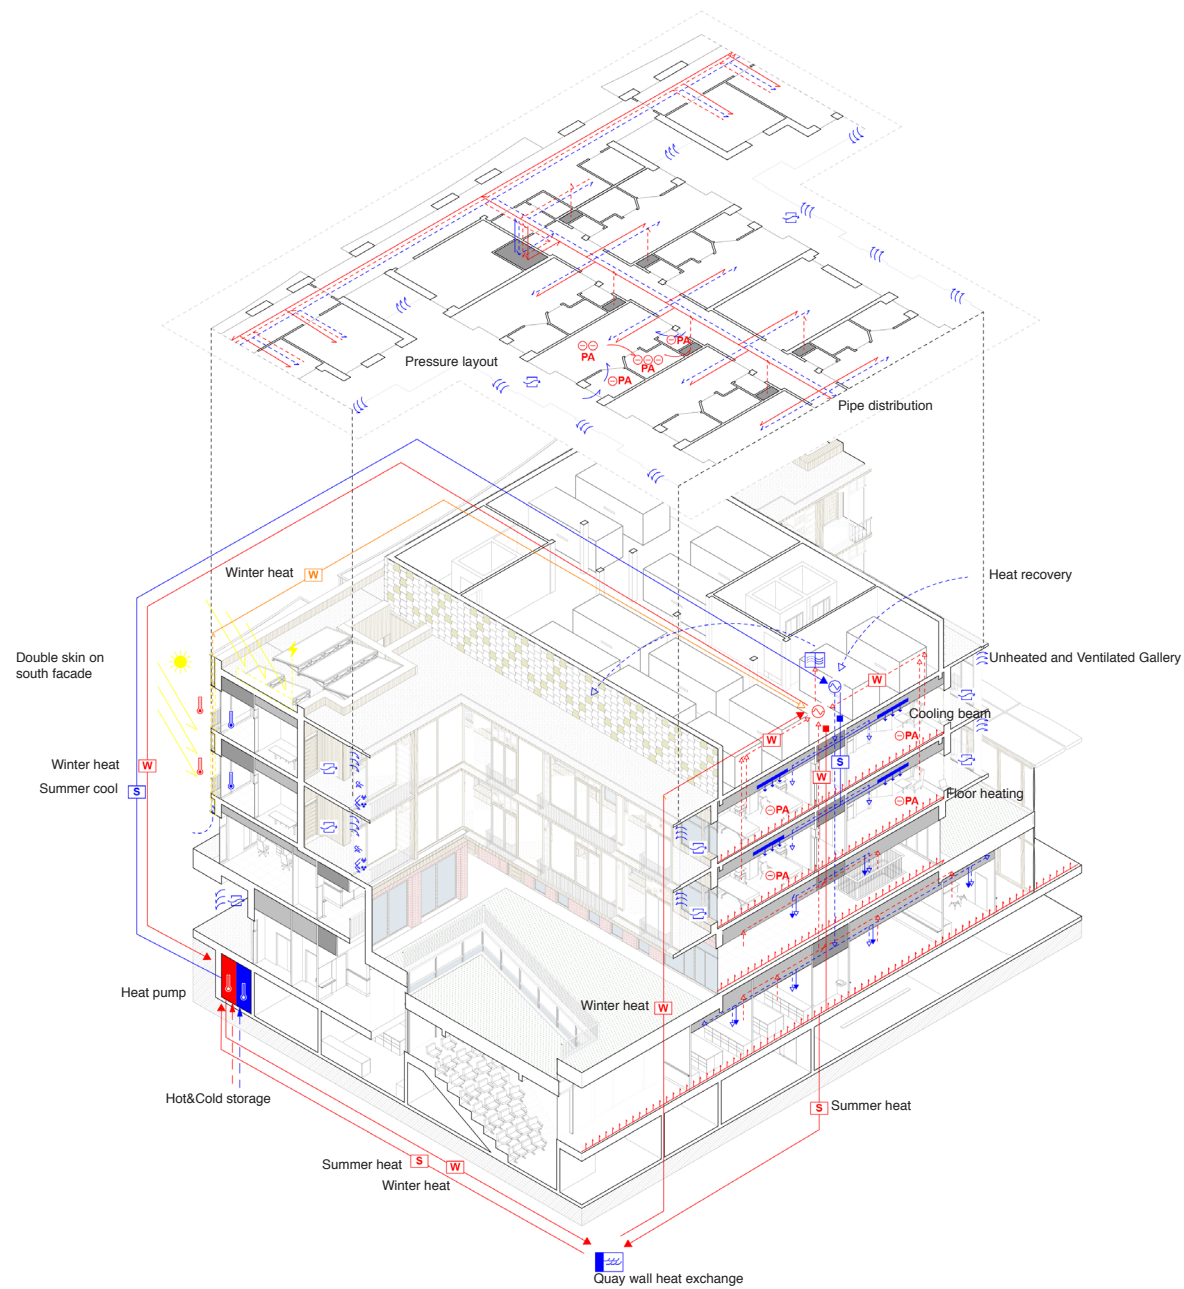 PA
PA
PA
PA
Pressure layout
Pipe distribution
Winter heat W
Heat recovery
Double skin on
south facade
Unheated and Ventilated Gallery
W
Cooling beam
W
PA
Winter heat W
Summer cool S
S
W
Floor heating
PA
PA
PA
Heat pump
Winter heat W
Hot&Cold storage
S Summer heat
Summer heat S W
Winter heat
Quay wall heat exchange